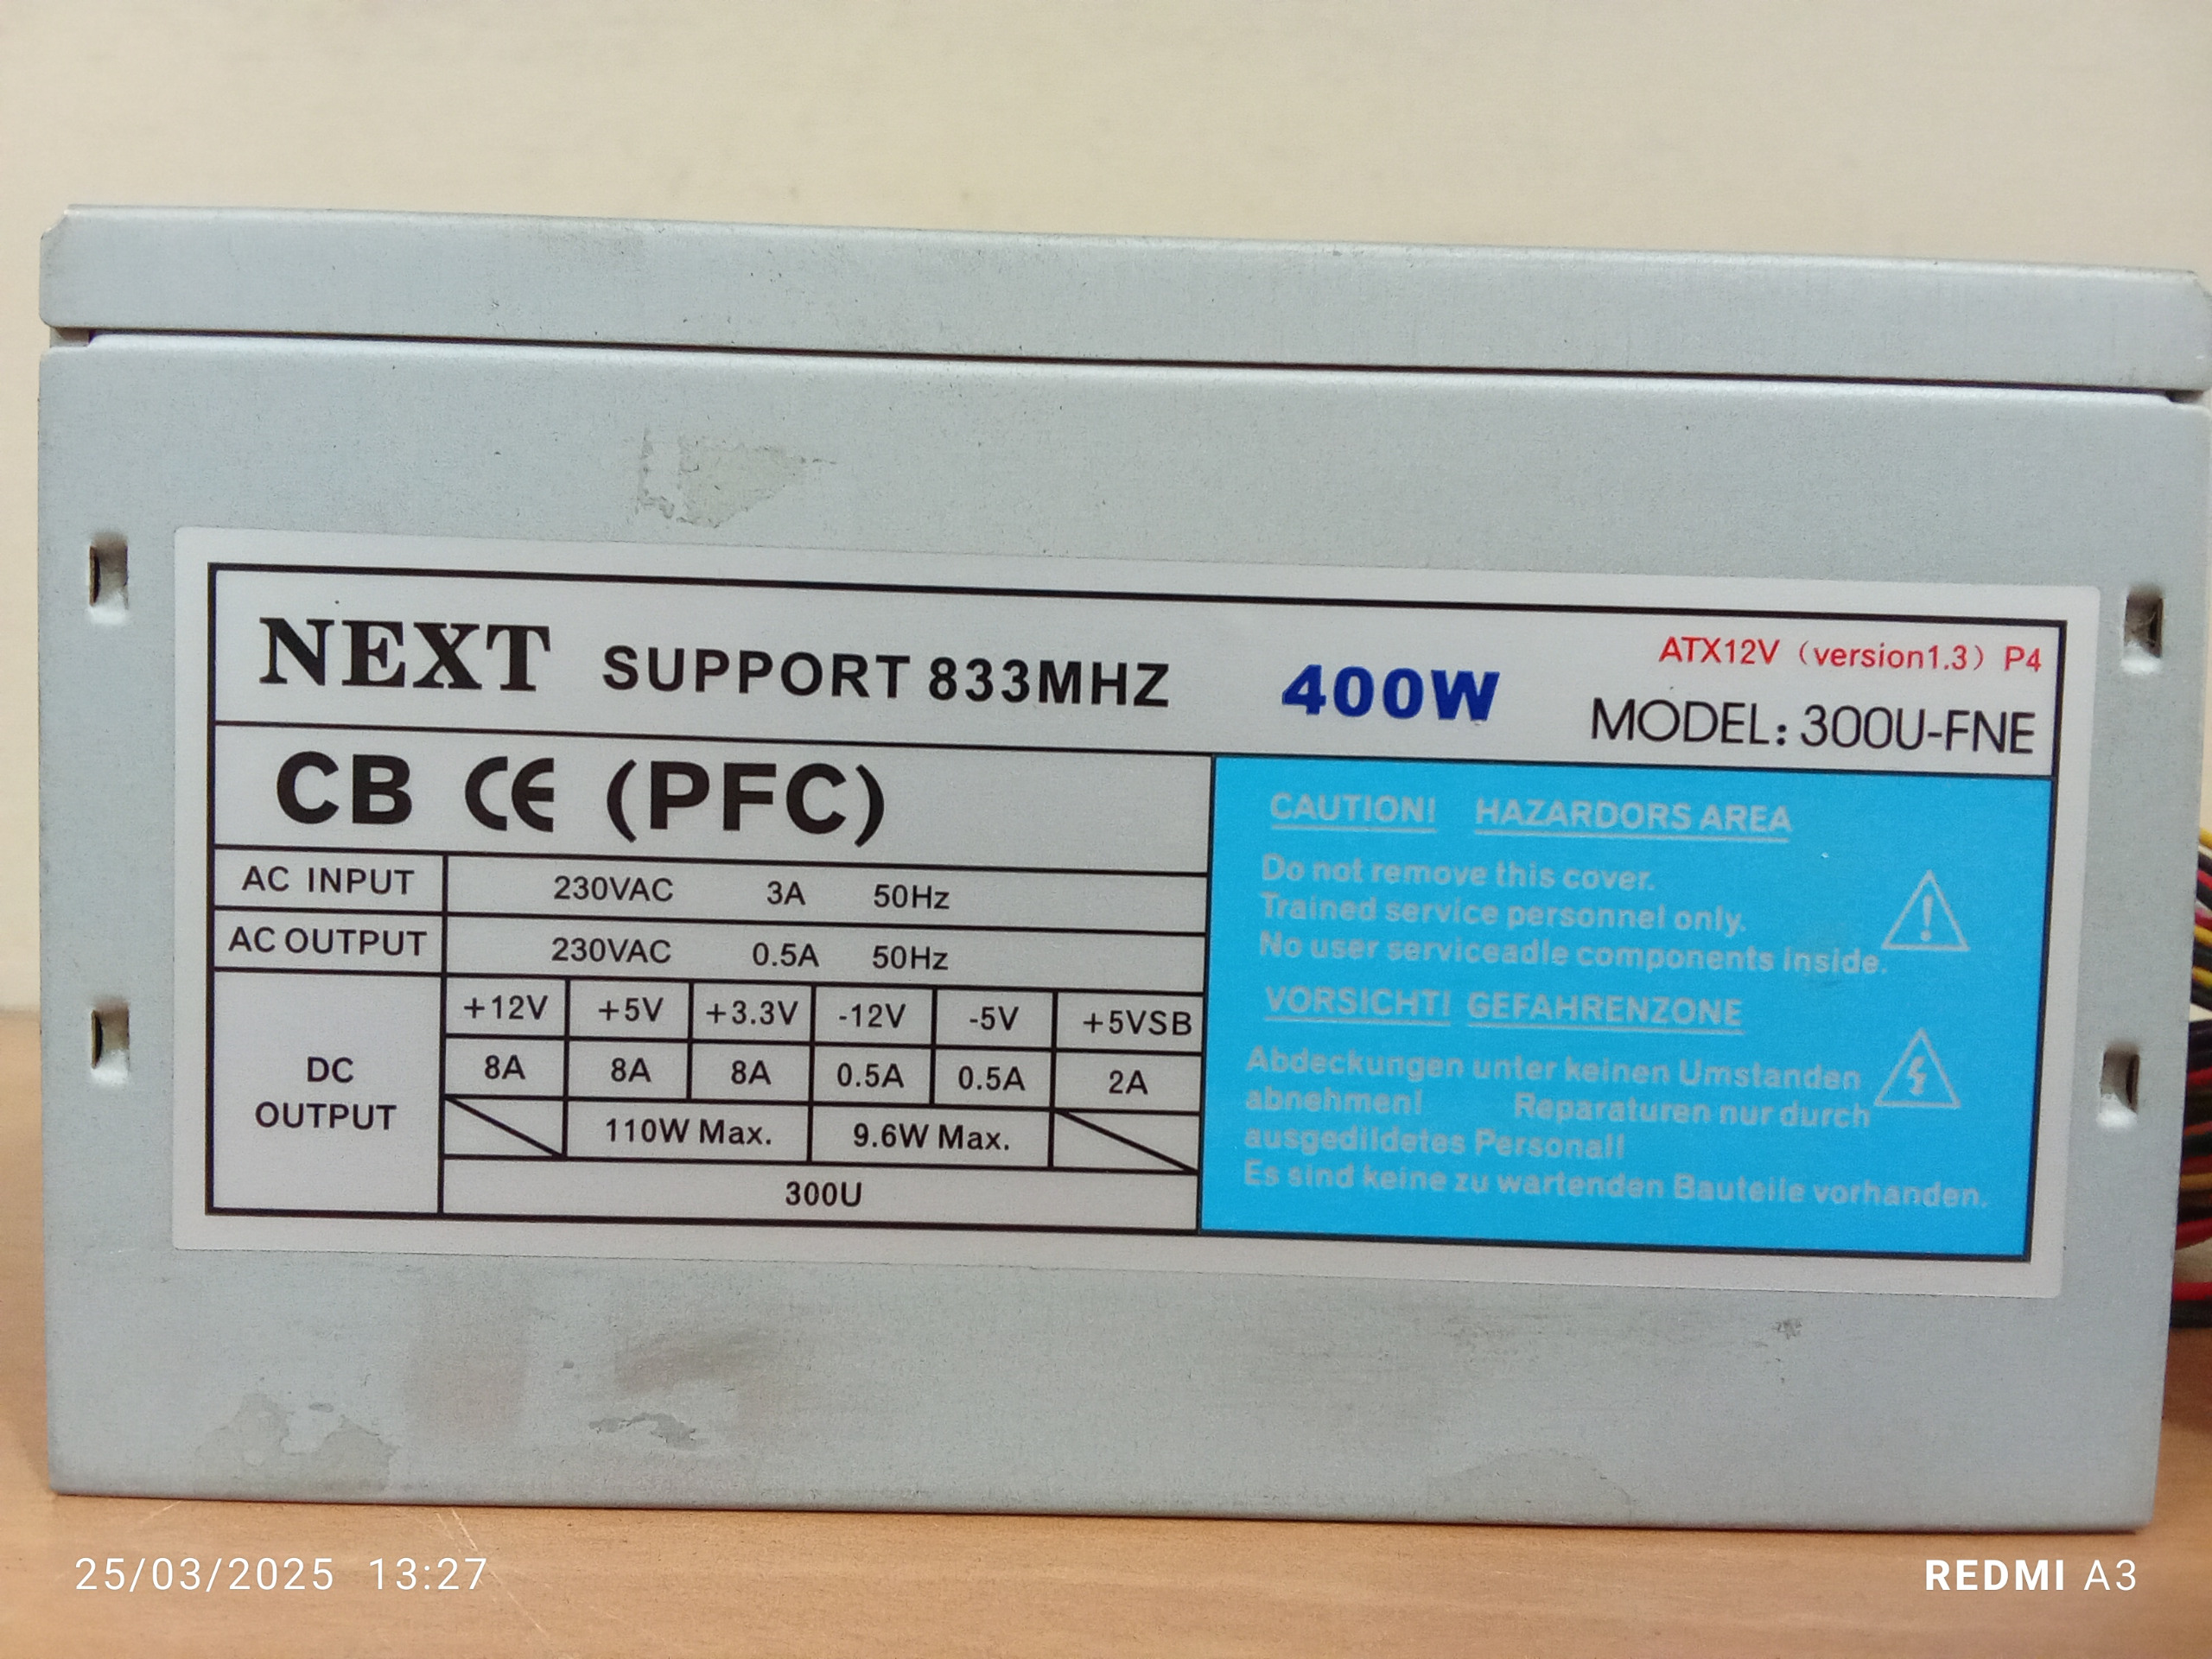 NEXT SUPPORT 833MHZ 400W
ATX12V (version1.3) P4
MODEL: 300U-FNE
CB CE (PFC)
AC INPUT 230VAC 3A 50Hz
AC OUTPUT 230VAC 0.5A 50Hz
DC OUTPUT
+12V +5V +3.3V -12V -5V +5VSB
8A 8A 8A 0.5A 0.5A 2A
110W Max. 9.6W Max.
300U
CAUTION! HAZARDORS AREA
Do not remove this cover.
Trained service personnel only.
No user serviceadle components inside.
VORSICHT! GEFAHRENZONE
Abdeckungen unter keinen Umstanden
abnehmen! Reparaturen nur durch
ausgedildetes Personal!
Es sind keine zu wartenden Bauteile vorhanden.
25/03/2025 13:27
REDMI A3